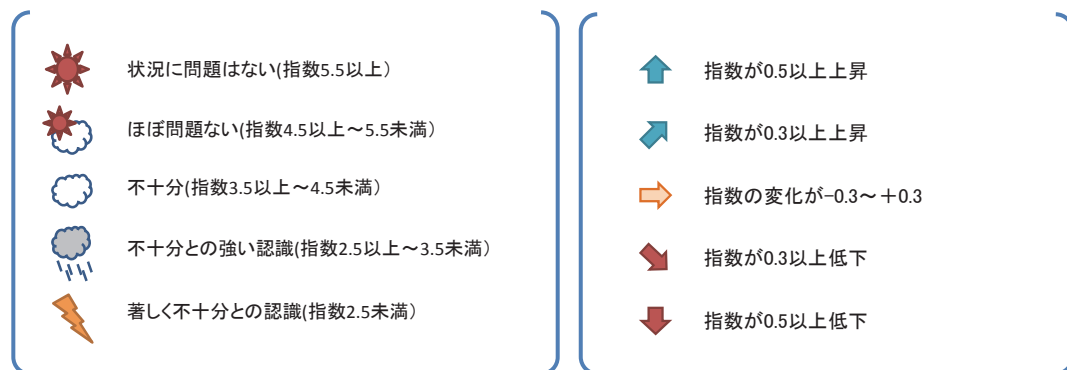 状況に問題はない(指数5.5以上)
ほぼ問題ない(指数4.5以上～5.5未満)
不十分(指数3.5以上～4.5未満)
不十分との強い認識(指数2.5以上～3.5未満)
著しく不十分との認識(指数2.5未満)
指数が0.5以上上昇
指数が0.3以上上昇
指数の変化が-0.3～＋0.3
指数が0.3以上低下
指数が0.5以上低下